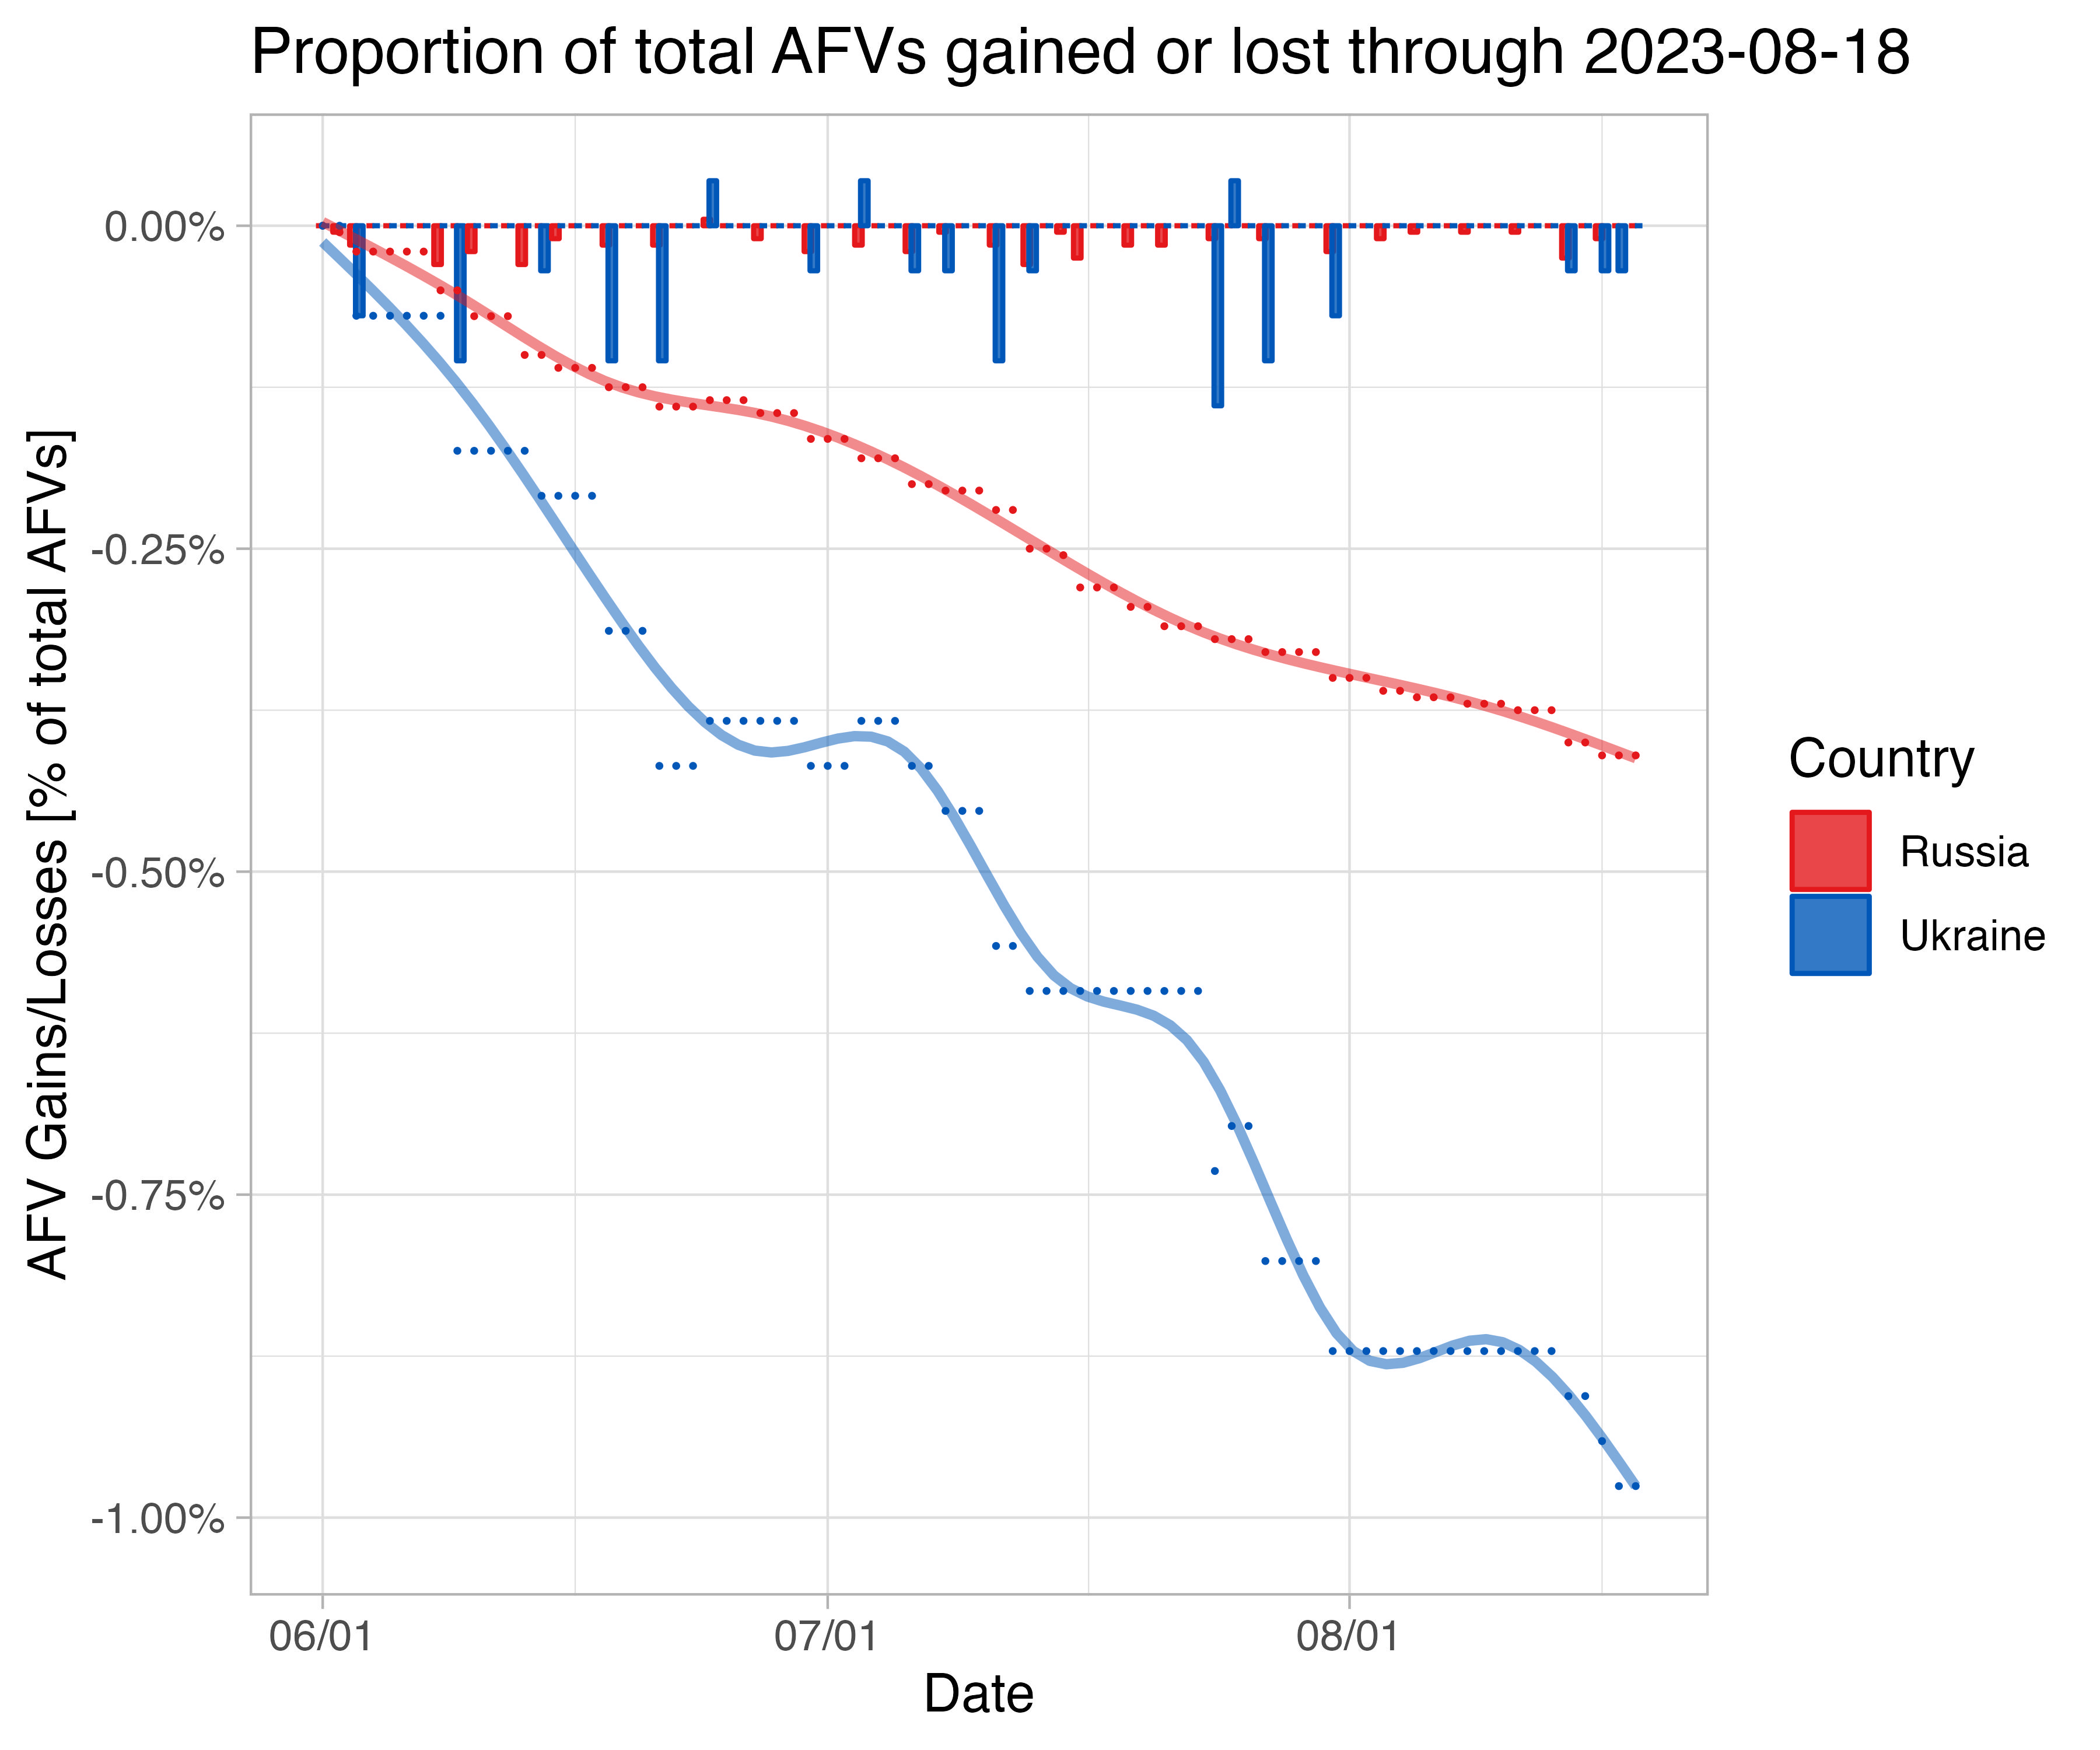 Proportion of total AFVs gained or lost through 2023-08-18
AFV Gains/Losses [% of total AFVs]
0.00%
-0.25%
-0.50%
-0.75%
-1.00%
06/01
07/01
08/01
Date
Country
Russia
Ukraine